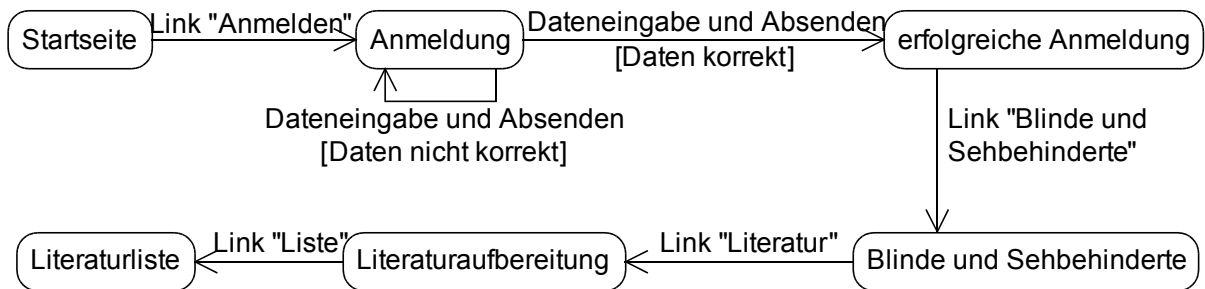 Startseite
Link "Anmelden"
Anmeldung
Dateneingabe und Absenden
[Daten korrekt]
erfolgreiche Anmeldung
Dateneingabe und Absenden
[Daten nicht korrekt]
Link "Blinde und
Sehbehinderte"
Literaturliste
Link "Liste"
Literaturaufbereitung
Link "Literatur"
Blinde und Sehbehinderte